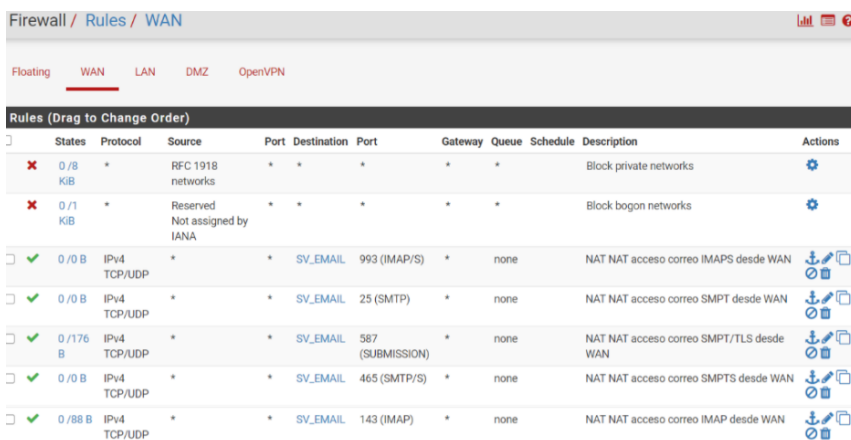 Firewall / Rules / WAN
Floating WAN LAN DMZ OpenVPN
Rules (Drag to Change Order)
States Protocol Source Port Destination Port Gateway Queue Schedule Description Actions
0 /8 KiB * RFC 1918 networks * * * * * Block private networks
0 /1 KiB * Reserved Not assigned by IANA * * * * * Block bogon networks
0 /0 B IPv4 TCP/UDP * * SV_EMAIL 993 (IMAP/S) * none NAT NAT acceso correo IMAPS desde WAN
0 /0 B IPv4 TCP/UDP * * SV_EMAIL 25 (SMTP) * none NAT NAT acceso correo SMPT desde WAN
0 /176 B IPv4 TCP/UDP * * SV_EMAIL 587 (SUBMISSION) * none NAT NAT acceso correo SMPT/TLS desde WAN
0 /0 B IPv4 TCP/UDP * * SV_EMAIL 465 (SMTP/S) * none NAT NAT acceso correo SMPTS desde WAN
0 /88 B IPv4 TCP/UDP * * SV_EMAIL 143 (IMAP) * none NAT NAT acceso correo IMAP desde WAN